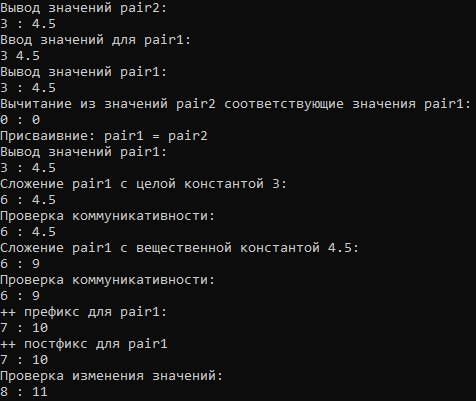 Вывод значений pair2:
3 : 4.5
Ввод значений для pair1:
3 4.5
Вывод значений pair1:
3 : 4.5
Вычитание из значений pair2 соответствующие значения pair1:
0 : 0
Присваивние: pair1 = pair2
Вывод значений pair1:
3 : 4.5
Сложение pair1 с целой константой 3:
6 : 4.5
Проверка коммуникативности:
6 : 4.5
Сложение pair1 с вещественной константой 4.5:
6 : 9
Проверка коммуникативности:
6 : 9
++ префикс для pair1:
7 : 10
++ постфикс для pair1
7 : 10
Проверка изменения значений:
8 : 11